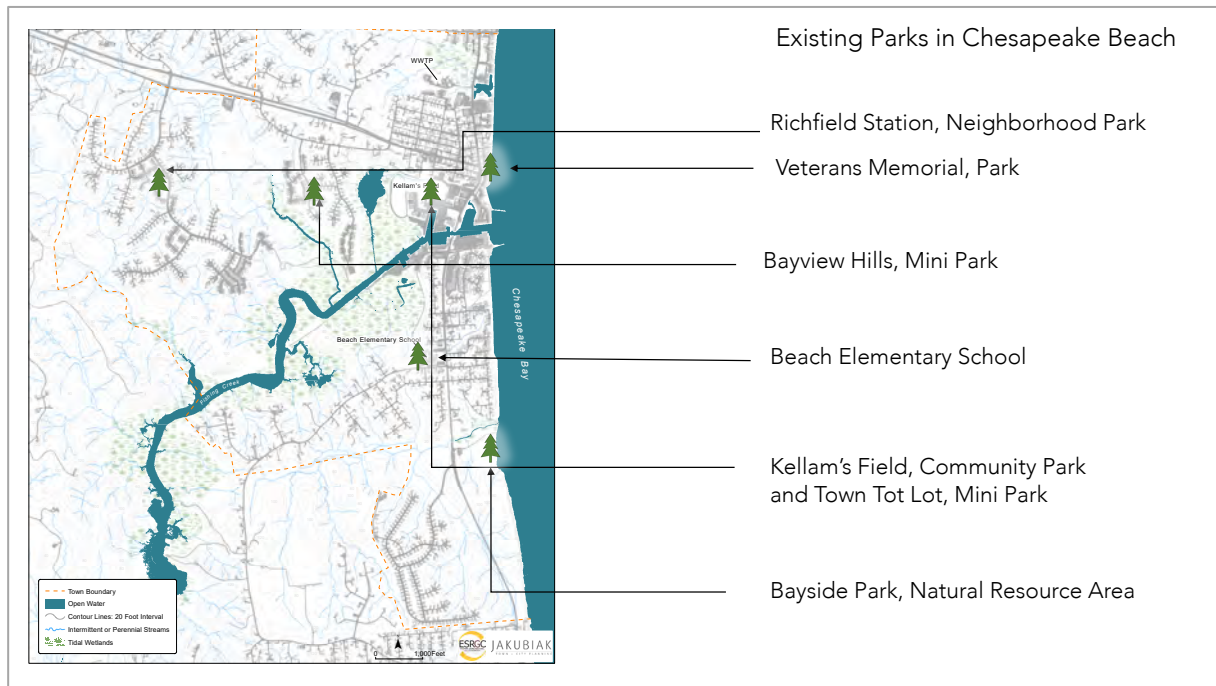 Existing Parks in Chesapeake Beach
WWTP
Richfield Station, Neighborhood Park
Veterans Memorial, Park
Kellam's Field
Bayview Hills, Mini Park
Chesapeake Bay
Beach Elementary School
Beach Elementary School
Fishing Creek
Kellam's Field, Community Park
and Town Tot Lot, Mini Park
Bayside Park, Natural Resource Area
Town Boundary
Open Water
Contour Lines: 20 Foot Interval
Intermittent or Perennial Streams
Tidal Wetlands
0 1,000Feet
ESRGC
JAKUBIAK